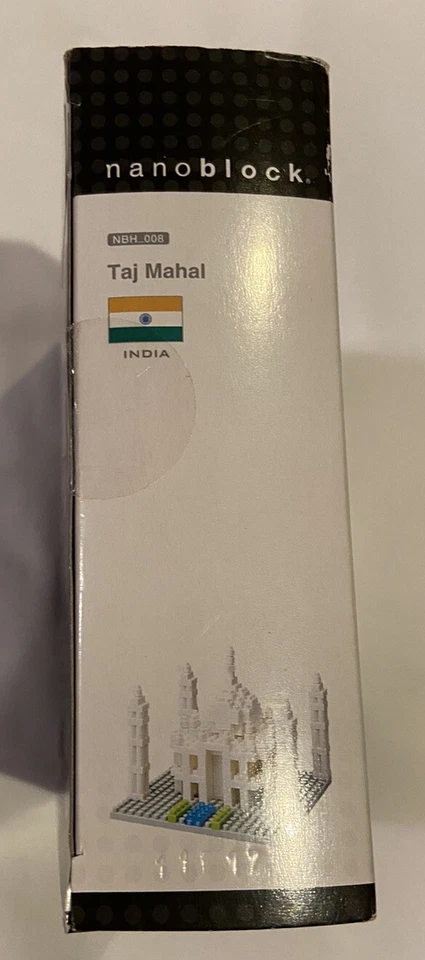 nanoblock®
NBH_008
Taj Mahal
INDIA